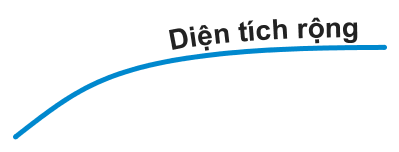 Diện tích rộng